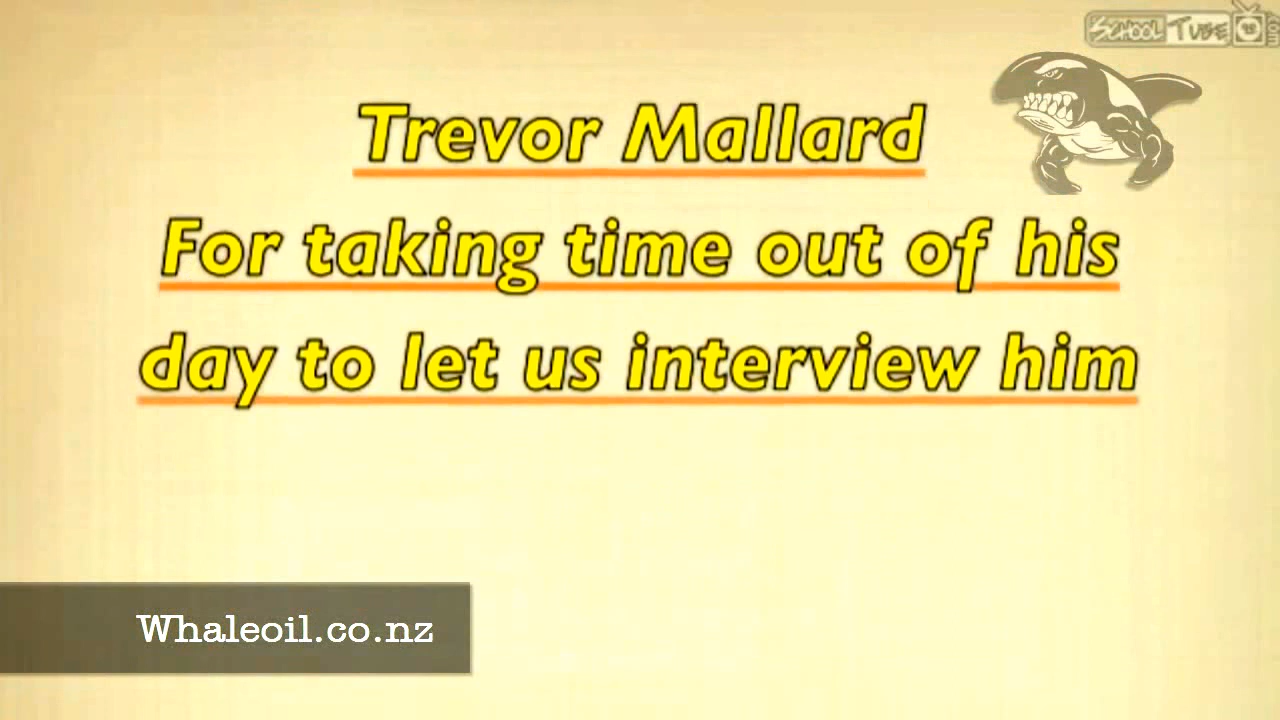 SCHOOL TUBE .com
Trevor Mallard
For taking time out of his
day to let us interview him
Whaleoil.co.nz